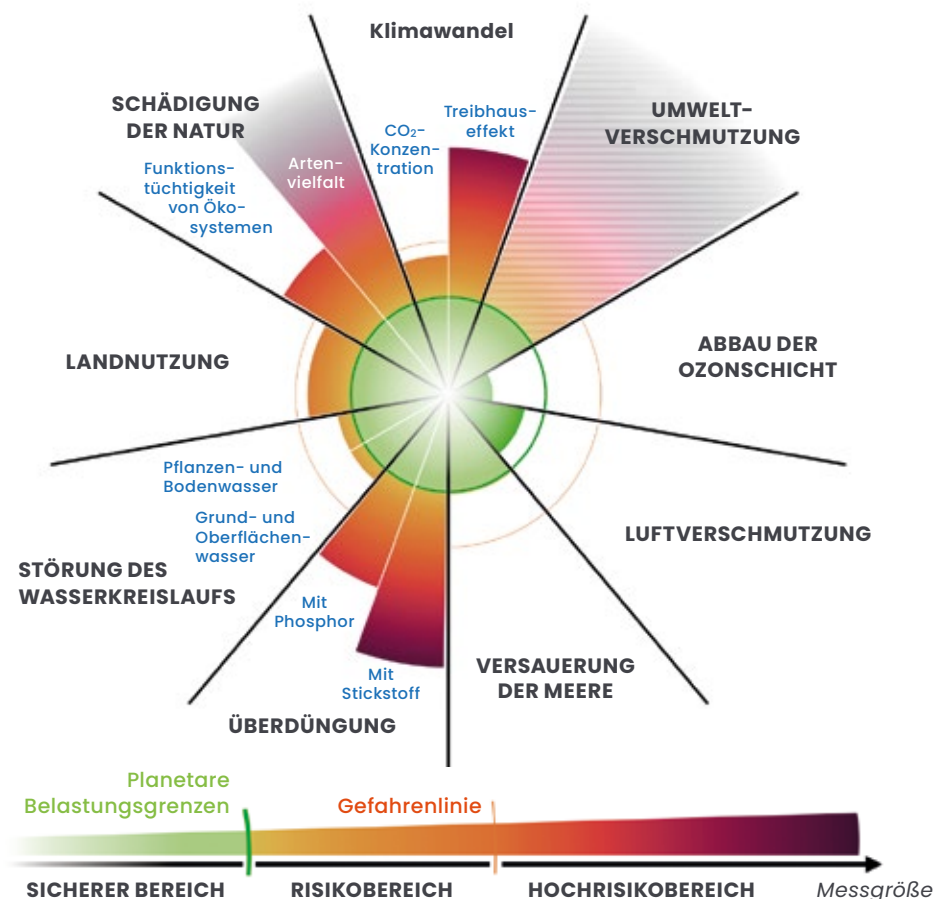 Klimawandel
SCHÄDIGUNG
DER NATUR
UMWELT-
VERSCHMUTZUNG
Treibhaus-
effekt
CO₂-
Konzen-
tration
Arten-
vielfalt
Funktions-
tüchtigkeit
von Öko-
systemen
LANDNUTZUNG
ABBAU DER
OZONSCHICHT
Pflanzen- und
Bodenwasser
Grund- und
Oberflächen-
wasser
LUFTVERSCHMUTZUNG
STÖRUNG DES
WASSERKREISLAUFS
Mit
Phosphor
Mit
Stickstoff
VERSAUERUNG
DER MEERE
ÜBERDÜNGUNG
Planetare
Belastungsgrenzen
Gefahrenlinie
SICHERER BEREICH RISIKOBEREICH HOCHRISIKOBEREICH Messgröße